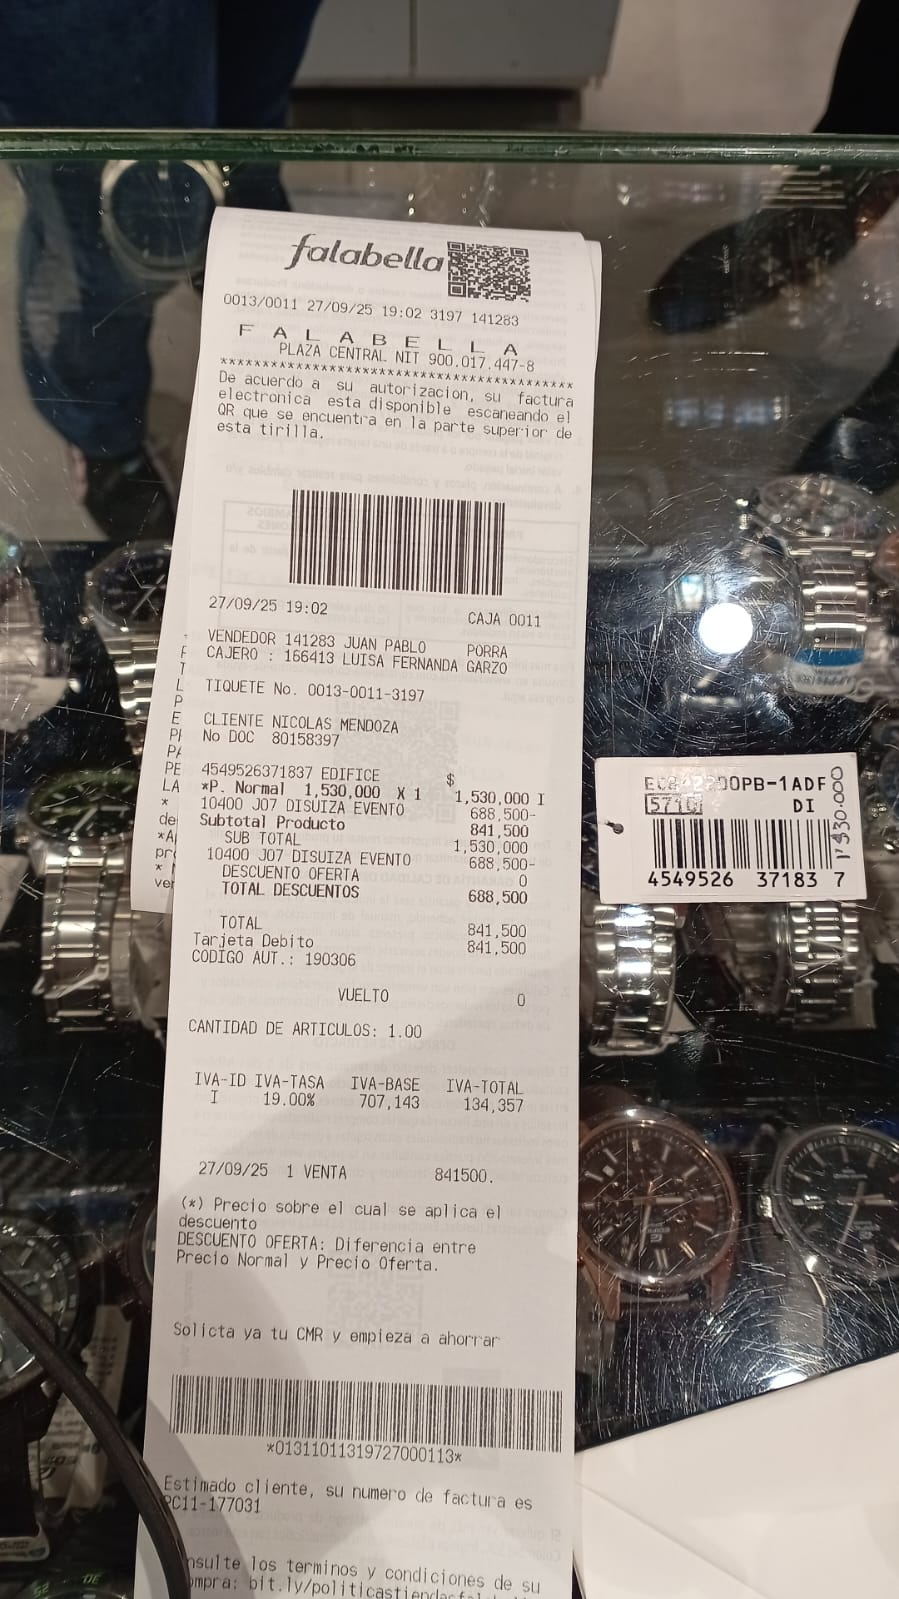 falabella
0013/0011 27/09/25 19:02 3197 141283
F A L A B E L L A
PLAZA CENTRAL NIT 900.017.447-8
******************************************
De acuerdo a su autorizacion, su factura
electronica esta disponible escaneando el
QR que se encuentra en la parte superior de
esta tirilla.
27/09/25 19:02 CAJA 0011
VENDEDOR 141283 JUAN PABLO PORRA
CAJERO : 166413 LUISA FERNANDA GARZO
TIQUETE No. 0013-0011-3197
CLIENTE NICOLAS MENDOZA
No DOC 80158397
4549526371837 EDIFICE $
*P. Normal 1,530,000 X 1 1,530,000 I
10400 J07 DISUIZA EVENTO 688,500-
Subtotal Producto 841,500
SUB TOTAL 1,530,000
10400 J07 DISUIZA EVENTO 688,500-
DESCUENTO OFERTA 0
TOTAL DESCUENTOS 688,500
TOTAL 841,500
Tarjeta Debito 841,500
CODIGO AUT.: 190306
VUELTO 0
CANTIDAD DE ARTICULOS: 1.00
IVA-ID IVA-TASA IVA-BASE IVA-TOTAL
I 19.00% 707,143 134,357
27/09/25 1 VENTA 841500.
(*) Precio sobre el cual se aplica el
descuento
DESCUENTO OFERTA: Diferencia entre
Precio Normal y Precio Oferta.
Solicta ya tu CMR y empieza a ahorrar
*01311011319727000113*
Estimado cliente, su numero de factura es
PC11-177031
nsulte los terminos y condiciones de su
mpra: bit.ly/politicastiendas
2200PB-1ADF
5710 DI
4549526 37183 7